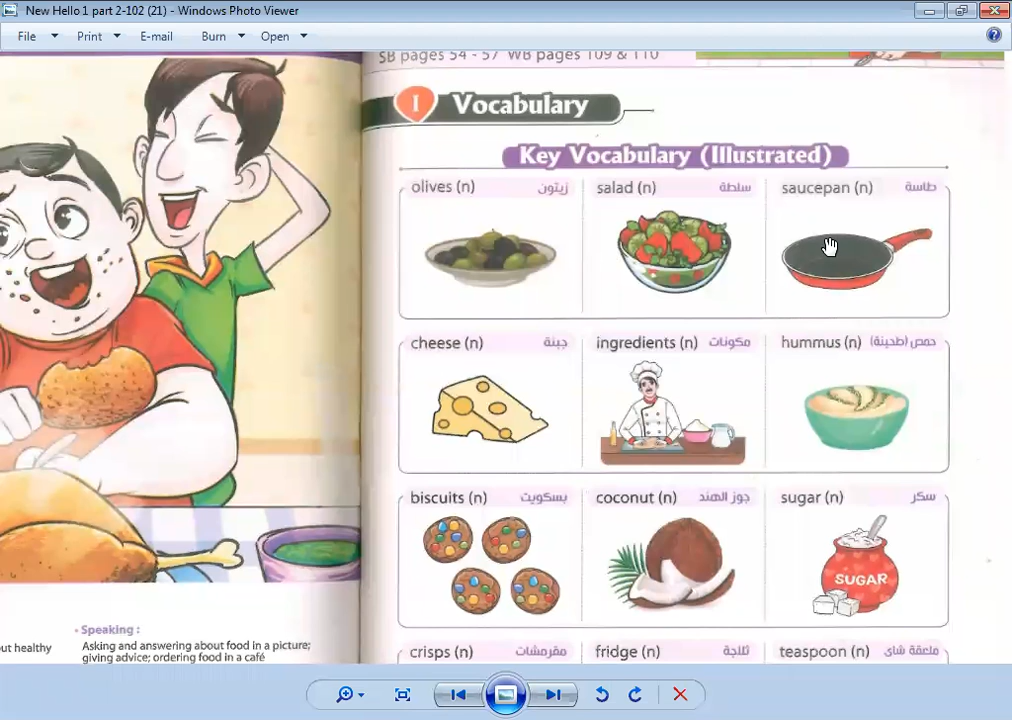 New Hello 1 part 2-102 (21) - Windows Photo Viewer
File Print E-mail Burn Open
SB pages 54 - 57 WB pages 109 & 110
I Vocabulary
Key Vocabulary (Illustrated)
olives (n) زيتون salad (n) سلطة saucepan (n) طاسة
cheese (n) جبنة ingredients (n) مكونات hummus (n) حمص (طحينة)
biscuits (n) بسكويت coconut (n) جوز الهند sugar (n) سكر
SUGAR
crisps (n) مقرمشات fridge (n) ثلاجة teaspoon (n) ملعقة شاى
• Speaking :
ut healthy
Asking and answering about food in a picture;
giving advice; ordering food in a café